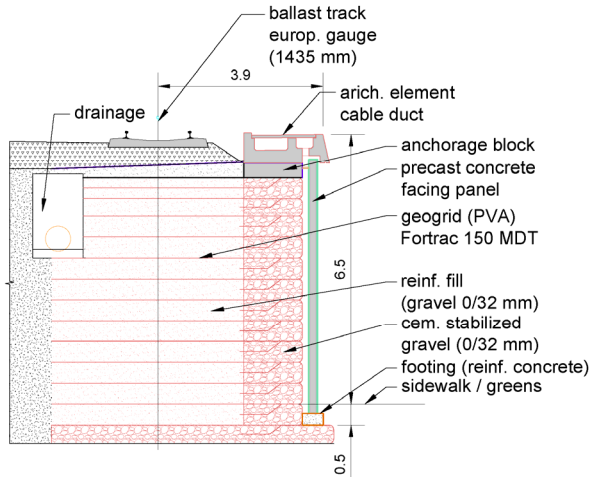 ballast track
europ. gauge
(1435 mm)
3.9
drainage
arich. element
cable duct
anchorage block
precast concrete
facing panel
geogrid (PVA)
Fortrac 150 MDT
6.5
reinf. fill
(gravel 0/32 mm)
cem. stabilized
gravel (0/32 mm)
footing (reinf. concrete)
sidewalk / greens
0.5